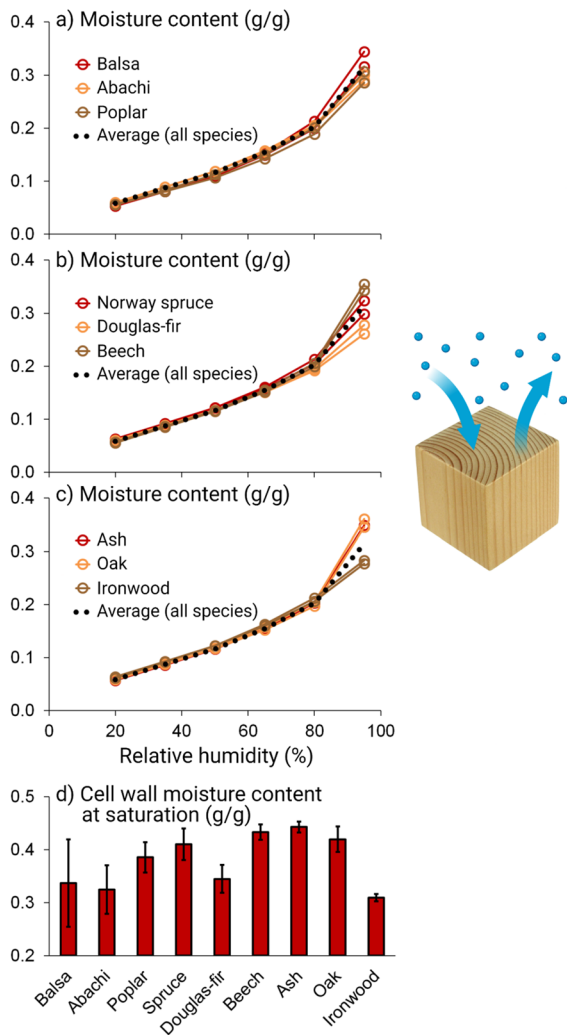 a) Moisture content (g/g)
0.4
0.3
0.2
0.1
0.0
Balsa
Abachi
Poplar
Average (all species)
b) Moisture content (g/g)
0.4
0.3
0.2
0.1
0.0
Norway spruce
Douglas-fir
Beech
Average (all species)
c) Moisture content (g/g)
0.4
0.3
0.2
0.1
0.0
Ash
Oak
Ironwood
Average (all species)
0 20 40 60 80 100
Relative humidity (%)
d) Cell wall moisture content
at saturation (g/g)
0.5
0.4
0.3
0.2
Balsa
Abachi
Poplar
Spruce
Douglas-fir
Beech
Ash
Oak
Ironwood